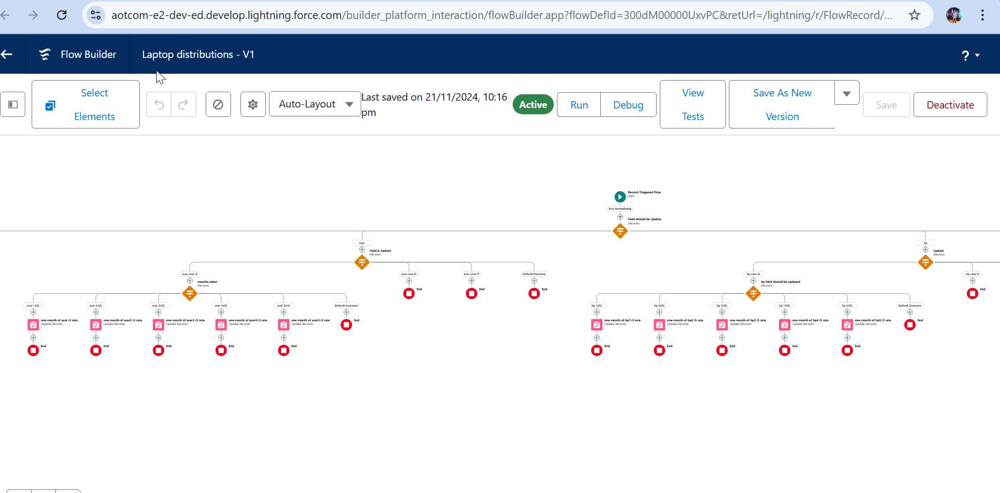 aotcom-e2-dev-ed.develop.lightning.force.com/builder_platform_interaction/flowBuilder.app?flowDefId=300dM00000UxvPC&retUrl=/lightning/r/FlowRecord/...
Flow Builder
Laptop distributions - V1
?
Select
Elements
Auto-Layout
Last saved on 21/11/2024, 10:16
pm
Active
Run
Debug
View
Tests
Save As New
Version
Save
Deactivate
Record-Triggered Flow
Start
Run Immediately
Field should be Update
Decision
acer
Field is Update
Decision
hp
Update
Decision
acer core i3
months select
Decision
acer core i5
End
acer core i7
End
Default Outcome
End
hp core i5
hp field should be updated
Decision
hp core i3
End
acer 1(i3)
one month of acer i3 rate
Update Records
End
acer 2(i3)
one month of acer2 i3 rate
Update Records
End
acer 3(i3)
one month of acer3 i3 rate
Update Records
End
acer 4(i3)
one month of acer4 i3 rate
Update Records
End
acer 5(i3)
one month of acer5 i3 rate
Update Records
End
Default Outcome
End
hp 1(i5)
one month of hp1 i5 rate
Update Records
End
hp 2(i5)
one month of hp2 i5 rate
Update Records
End
hp 3(i5)
one month of hp3 i5 rate
Update Records
End
hp 13(i5)
one month of hp4 i5 rate
Update Records
End
hp 5(i5)
one month of hp5 i5 rate
Update Records
End
Default Outcome
End